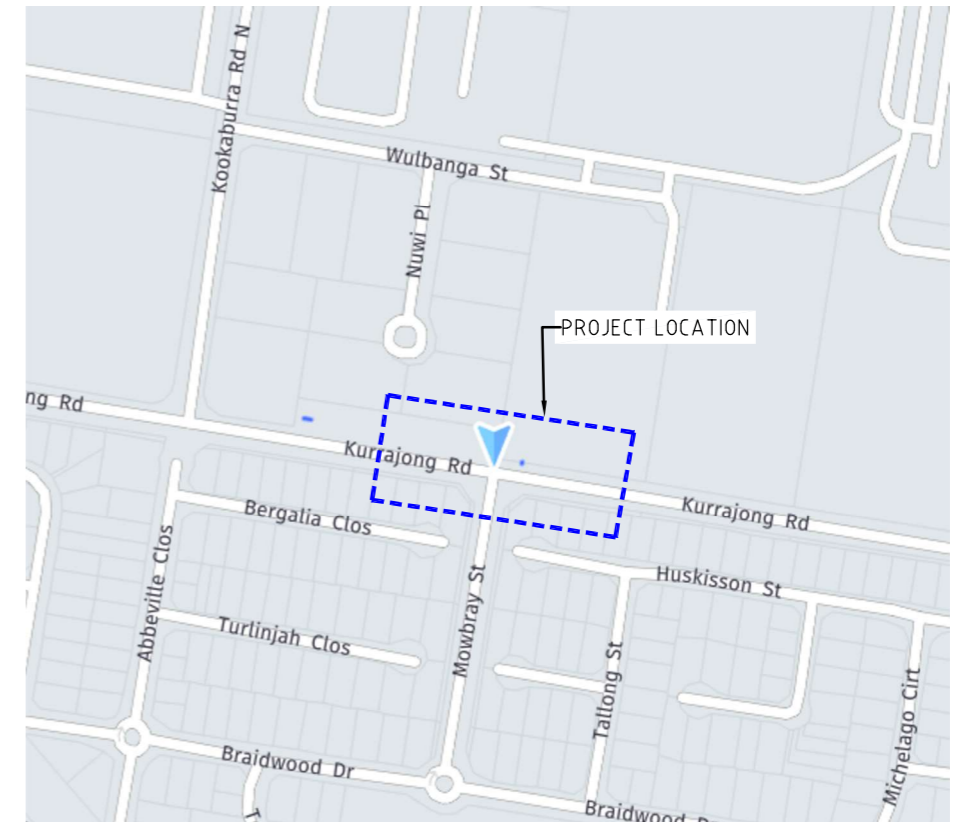 Kookaburra Rd N
Wulbanga St
Nuwi Pl
PROJECT LOCATION
ng Rd
Kurrajong Rd
Kurrajong Rd
Bergalia Clos
Huskisson St
Abbeville Clos
Turlinjah Clos
Mowbray St
Tallong St
Michelago Cirt
Braidwood Dr
Braidwood D
T